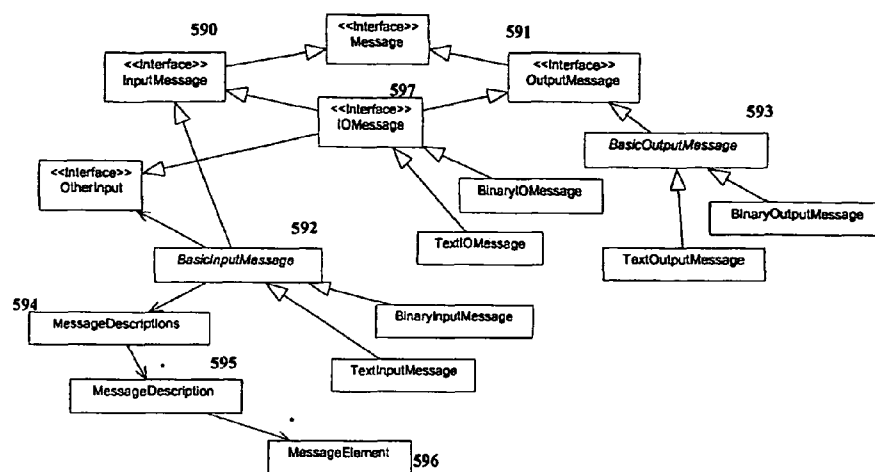 590
<<Interface>>
Message
591
<<Interface>>
InputMessage
<<Interface>>
OutputMessage
597
<<Interface>>
IOMessage
593
BasicOutputMessage
<<Interface>>
OtherInput
BinaryIOMessage
BinaryOutputMessage
592
TextIOMessage
BasicInputMessage
TextOutputMessage
594
MessageDescriptions
BinaryInputMessage
595
*
TextInputMessage
MessageDescription
*
MessageElement
596